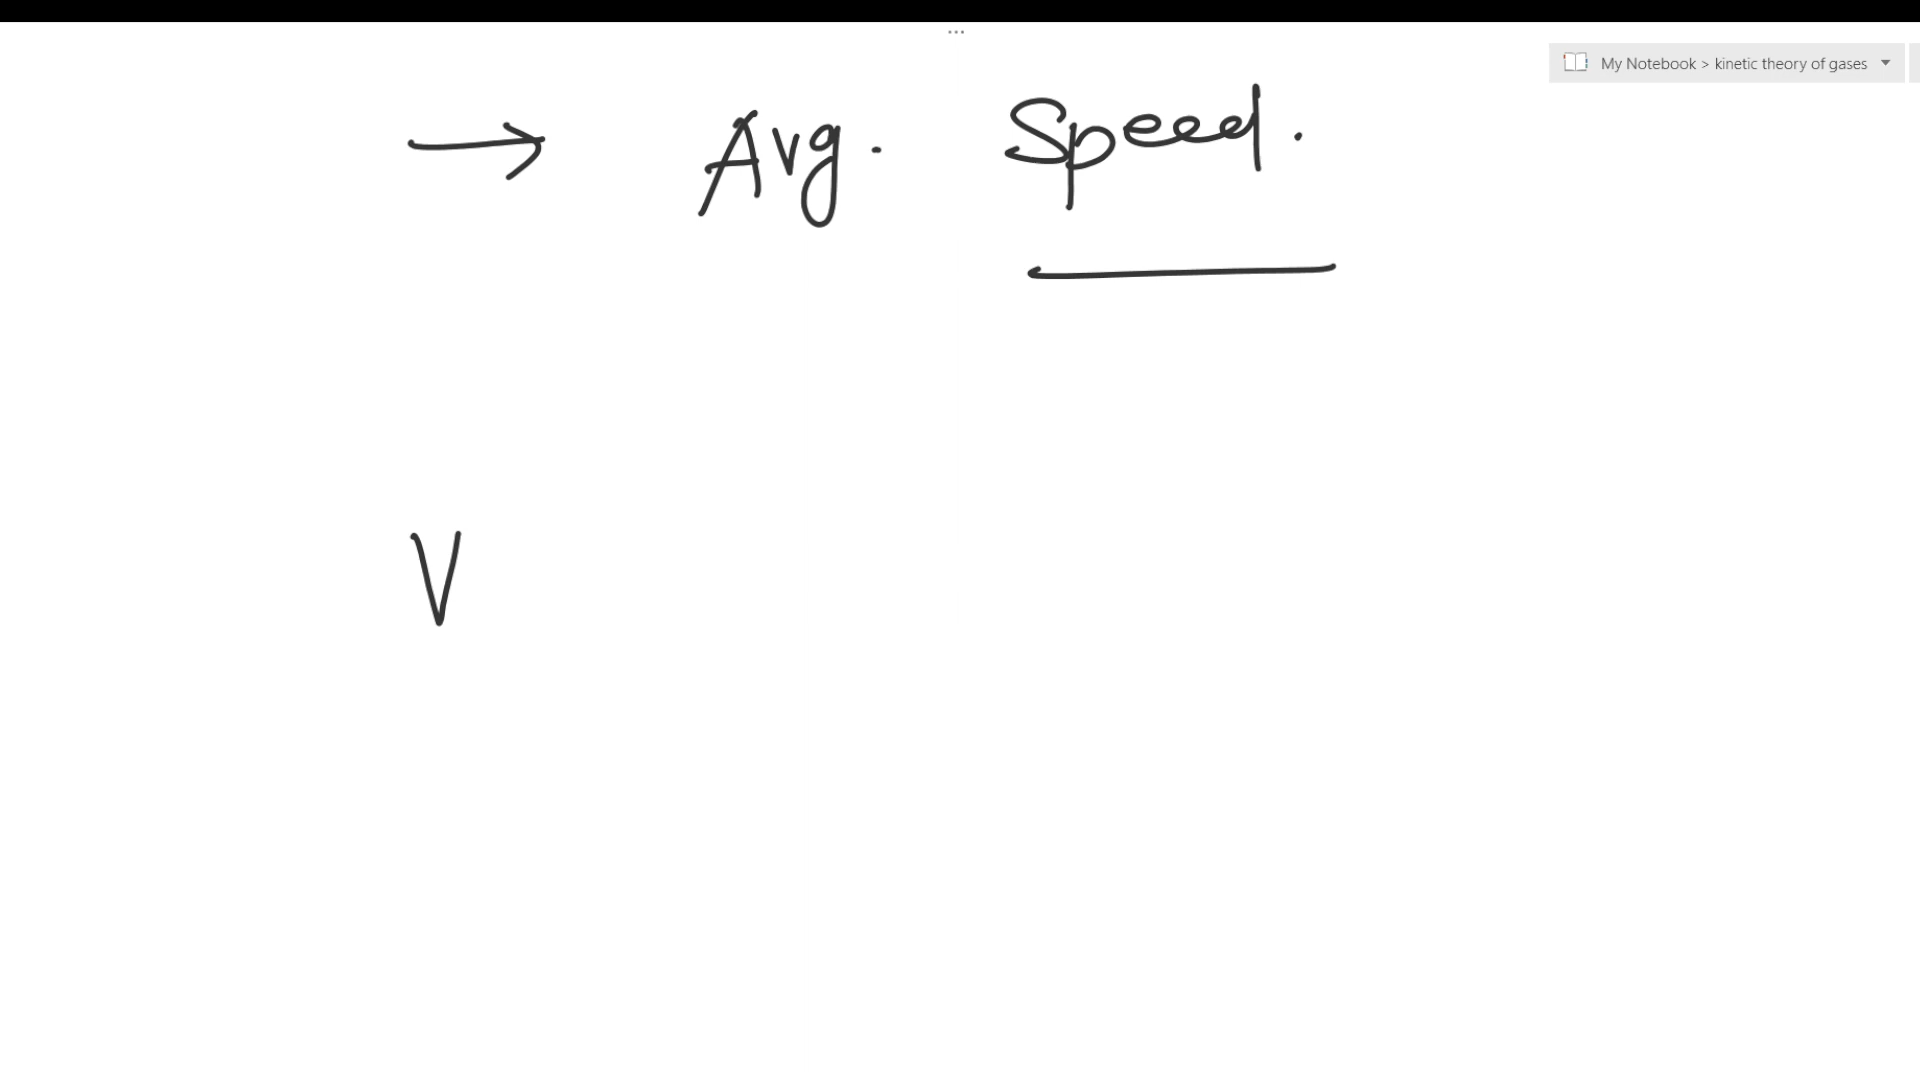 My Notebook > kinetic theory of gases
→ Avg. Speed.
V